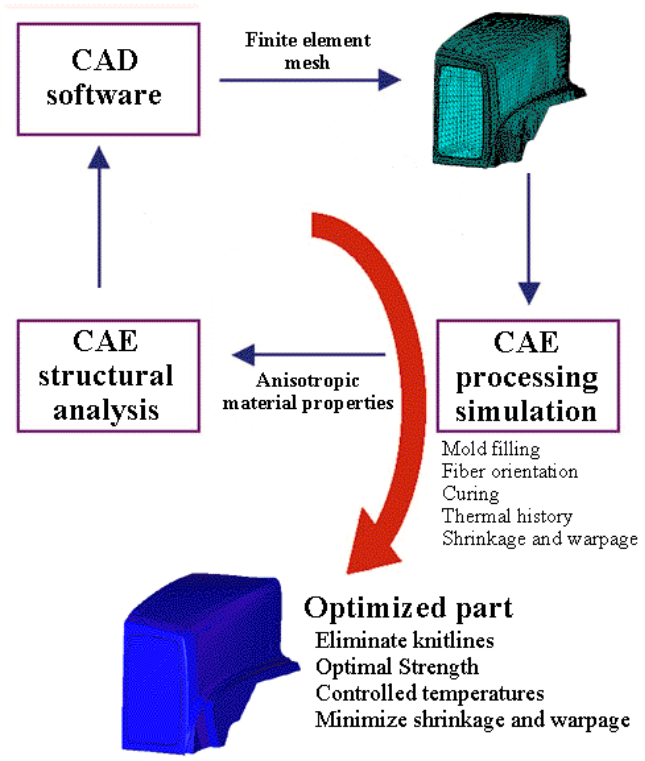 CAD
software
Finite element
mesh
CAE
structural
analysis
Anisotropic
material properties
CAE
processing
simulation
Mold filling
Fiber orientation
Curing
Thermal history
Shrinkage and warpage
Optimized part
Eliminate knitlines
Optimal Strength
Controlled temperatures
Minimize shrinkage and warpage